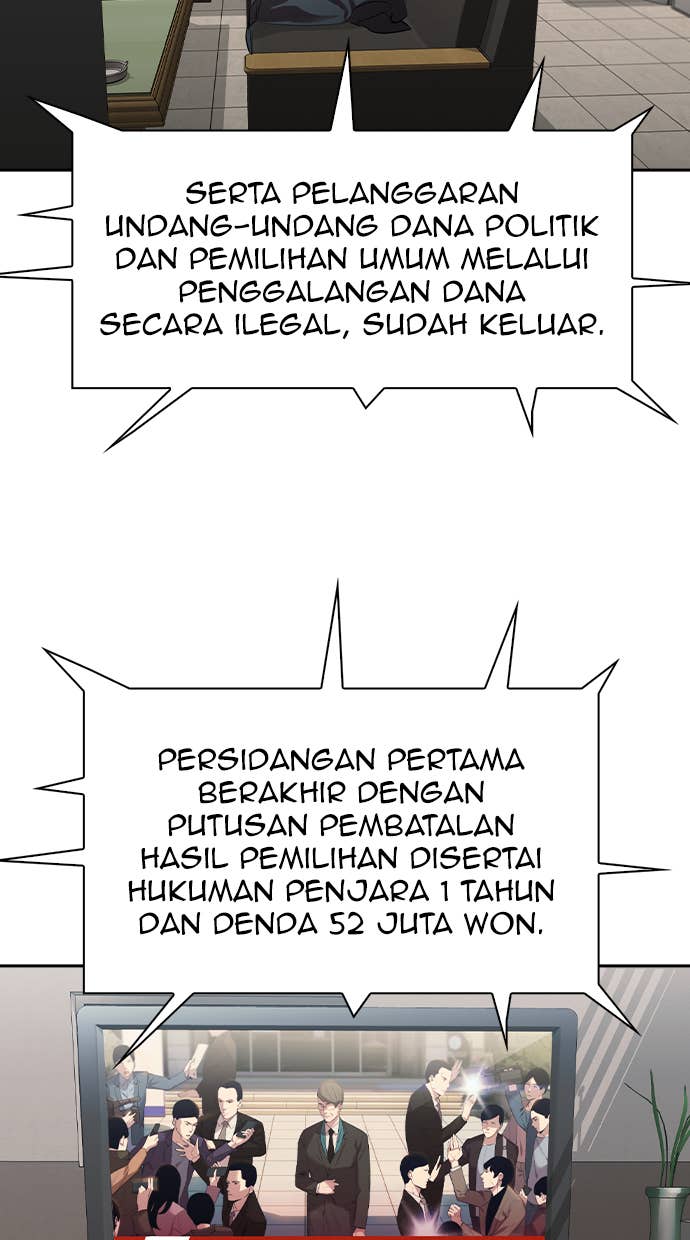 SERTA PELANGGARAN
UNDANG-UNDANG DANA POLITIK
DAN PEMILIHAN UMUM MELALUI
PENGGALANGAN DANA
SECARA ILEGAL, SUDAH KELUAR.
PERSIDANGAN PERTAMA
BERAKHIR DENGAN
PUTUSAN PEMBATALAN
HASIL PEMILIHAN DISERTAI
HUKUMAN PENJARA 1 TAHUN
DAN DENDA 52 JUTA WON.